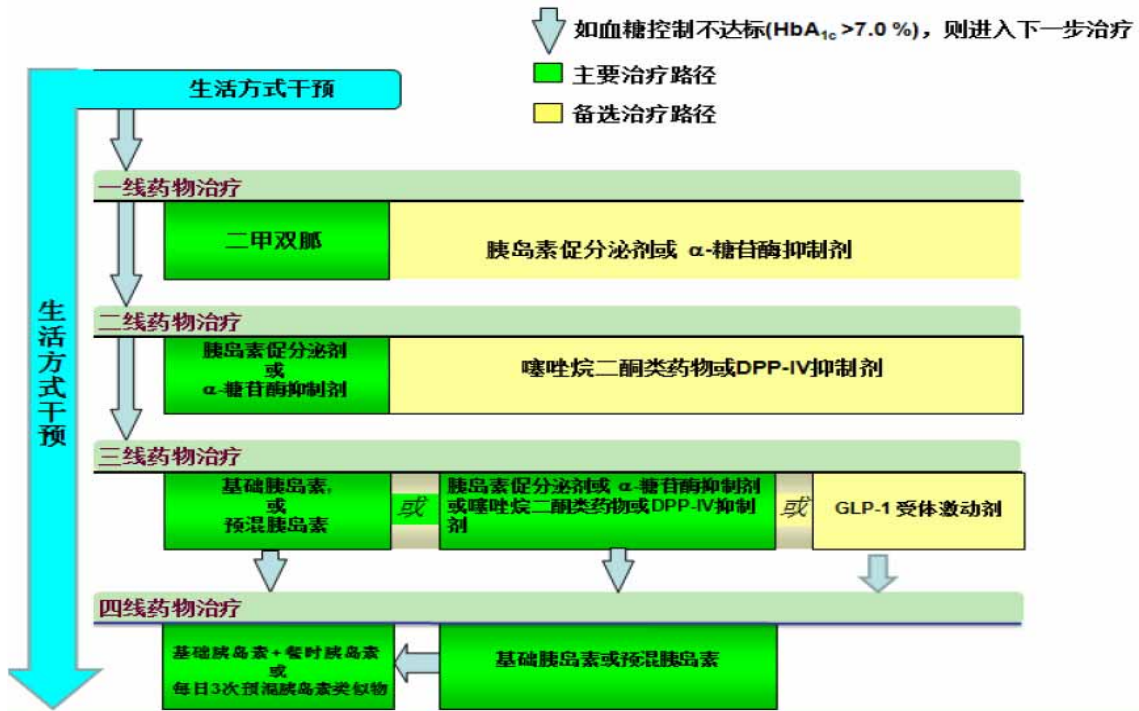 如血糖控制不达标(HbA1c >7.0 %)，则进入下一步治疗
主要治疗路径
备选治疗路径
生活方式干预
生活方式干预
一线药物治疗
二甲双胍
胰岛素促分泌剂或 α-糖苷酶抑制剂
二线药物治疗
胰岛素促分泌剂
或
α-糖苷酶抑制剂
噻唑烷二酮类药物或DPP-IV抑制剂
三线药物治疗
基础胰岛素,
或
预混胰岛素
或
胰岛素促分泌剂或 α-糖苷酶抑制剂
或噻唑烷二酮类药物或DPP-IV抑制
剂
或
GLP-1 受体激动剂
四线药物治疗
基础胰岛素+餐时胰岛素
或
每日3次预混胰岛素类似物
基础胰岛素或预混胰岛素